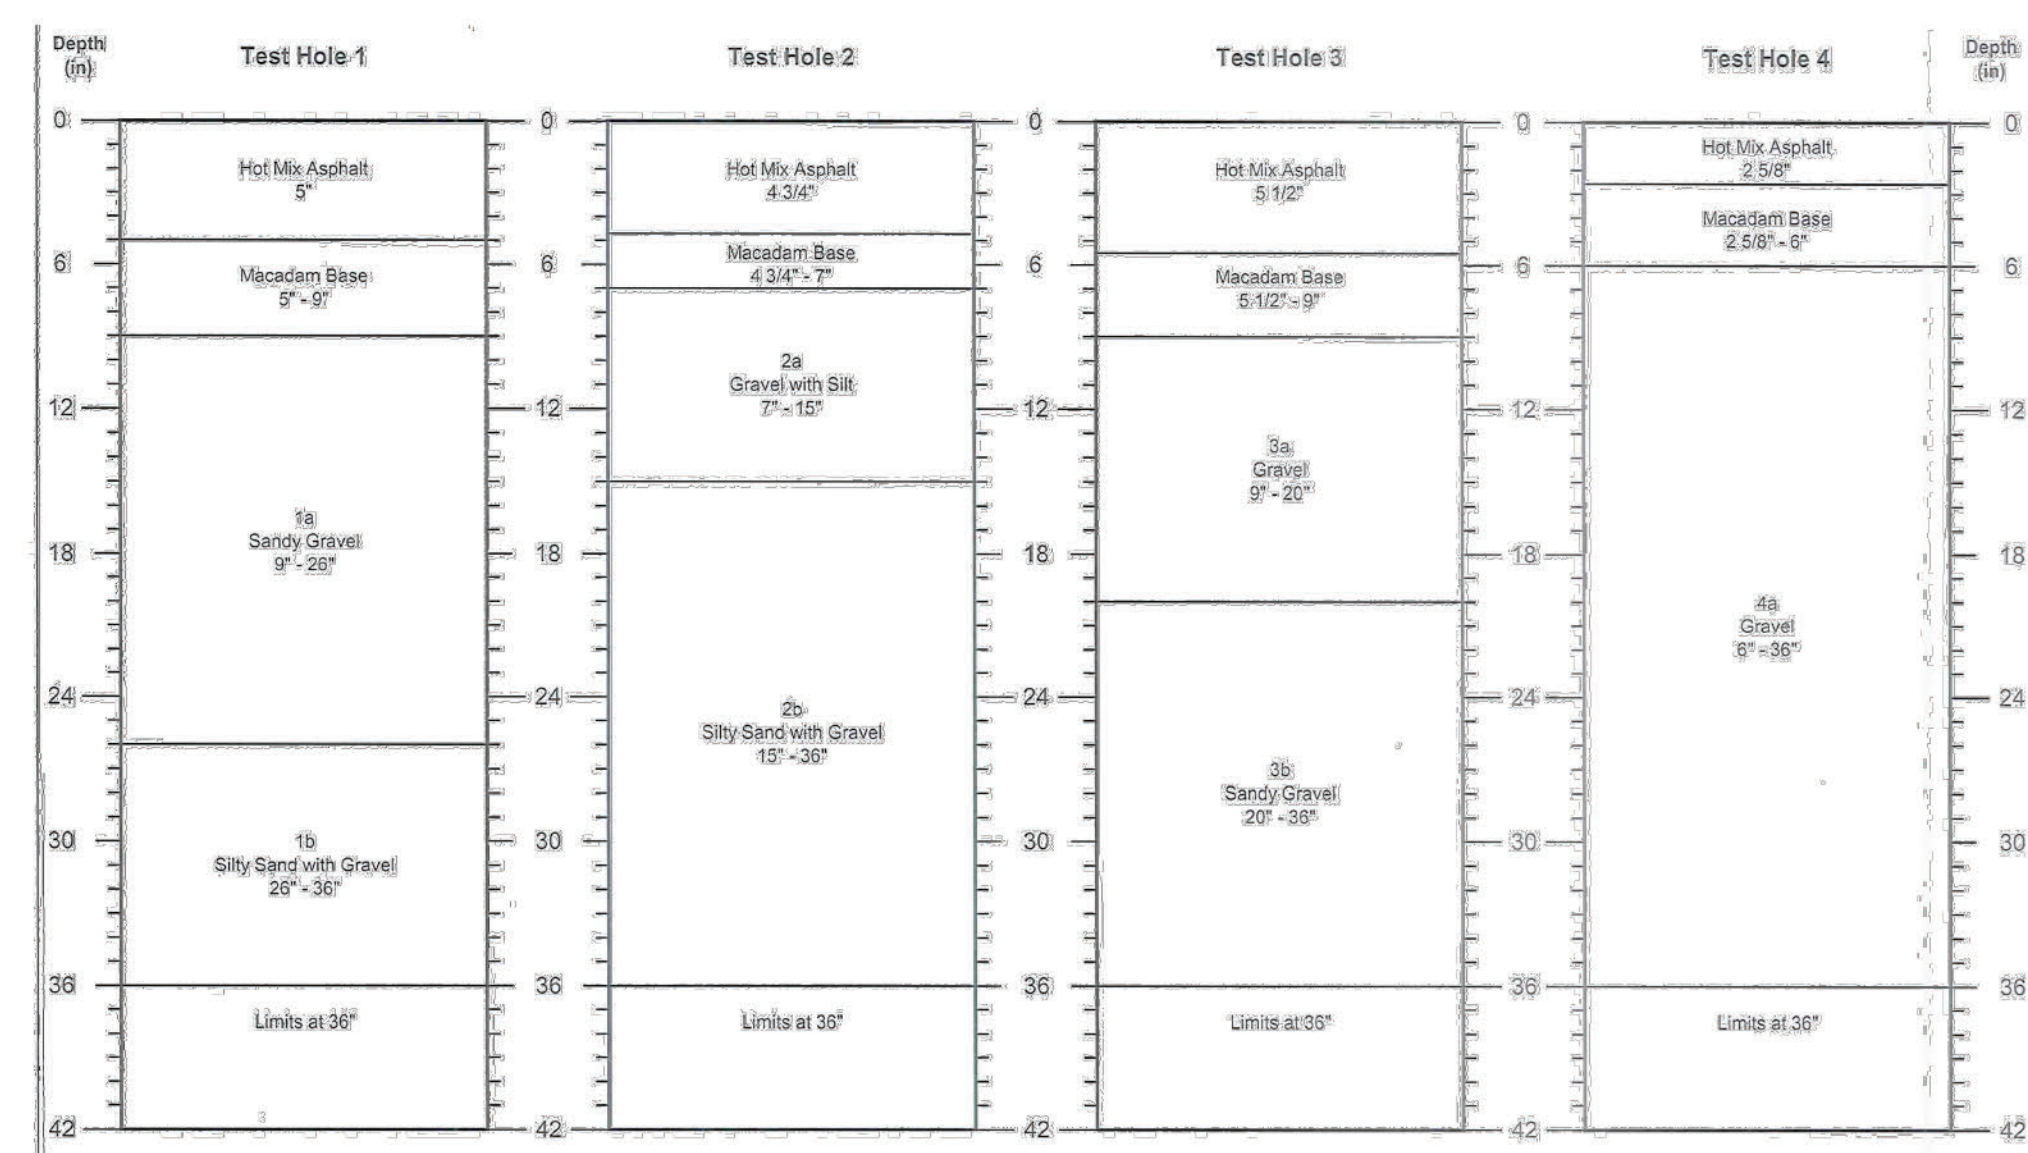 Depth
(in)
Test Hole 1
Test Hole 2
Test Hole 3
Test Hole 4
Depth
(in)
0
0
0
0
0
Hot Mix Asphalt
5"
Hot Mix Asphalt
4 3/4"
Hot Mix Asphalt
5 1/2"
Hot Mix Asphalt
2 5/8"
Macadam Base
2 5/8" - 6"
6
6
6
6
6
Macadam Base
5" - 9"
Macadam Base
4 3/4" - 7"
Macadam Base
5 1/2" - 9"
2a
Gravel with Silt
7" - 15"
12
12
12
12
12
3a
Gravel
9" - 20"
1a
Sandy Gravel
9" - 26"
18
18
18
18
18
4a
Gravel
6" - 36"
24
24
24
24
24
2b
Silty Sand with Gravel
15" - 36"
3b
Sandy Gravel
20" - 36"
30
30
30
30
30
1b
Silty Sand with Gravel
26" - 36"
36
36
36
36
36
Limits at 36"
Limits at 36"
Limits at 36"
Limits at 36"
42
42
42
42
42